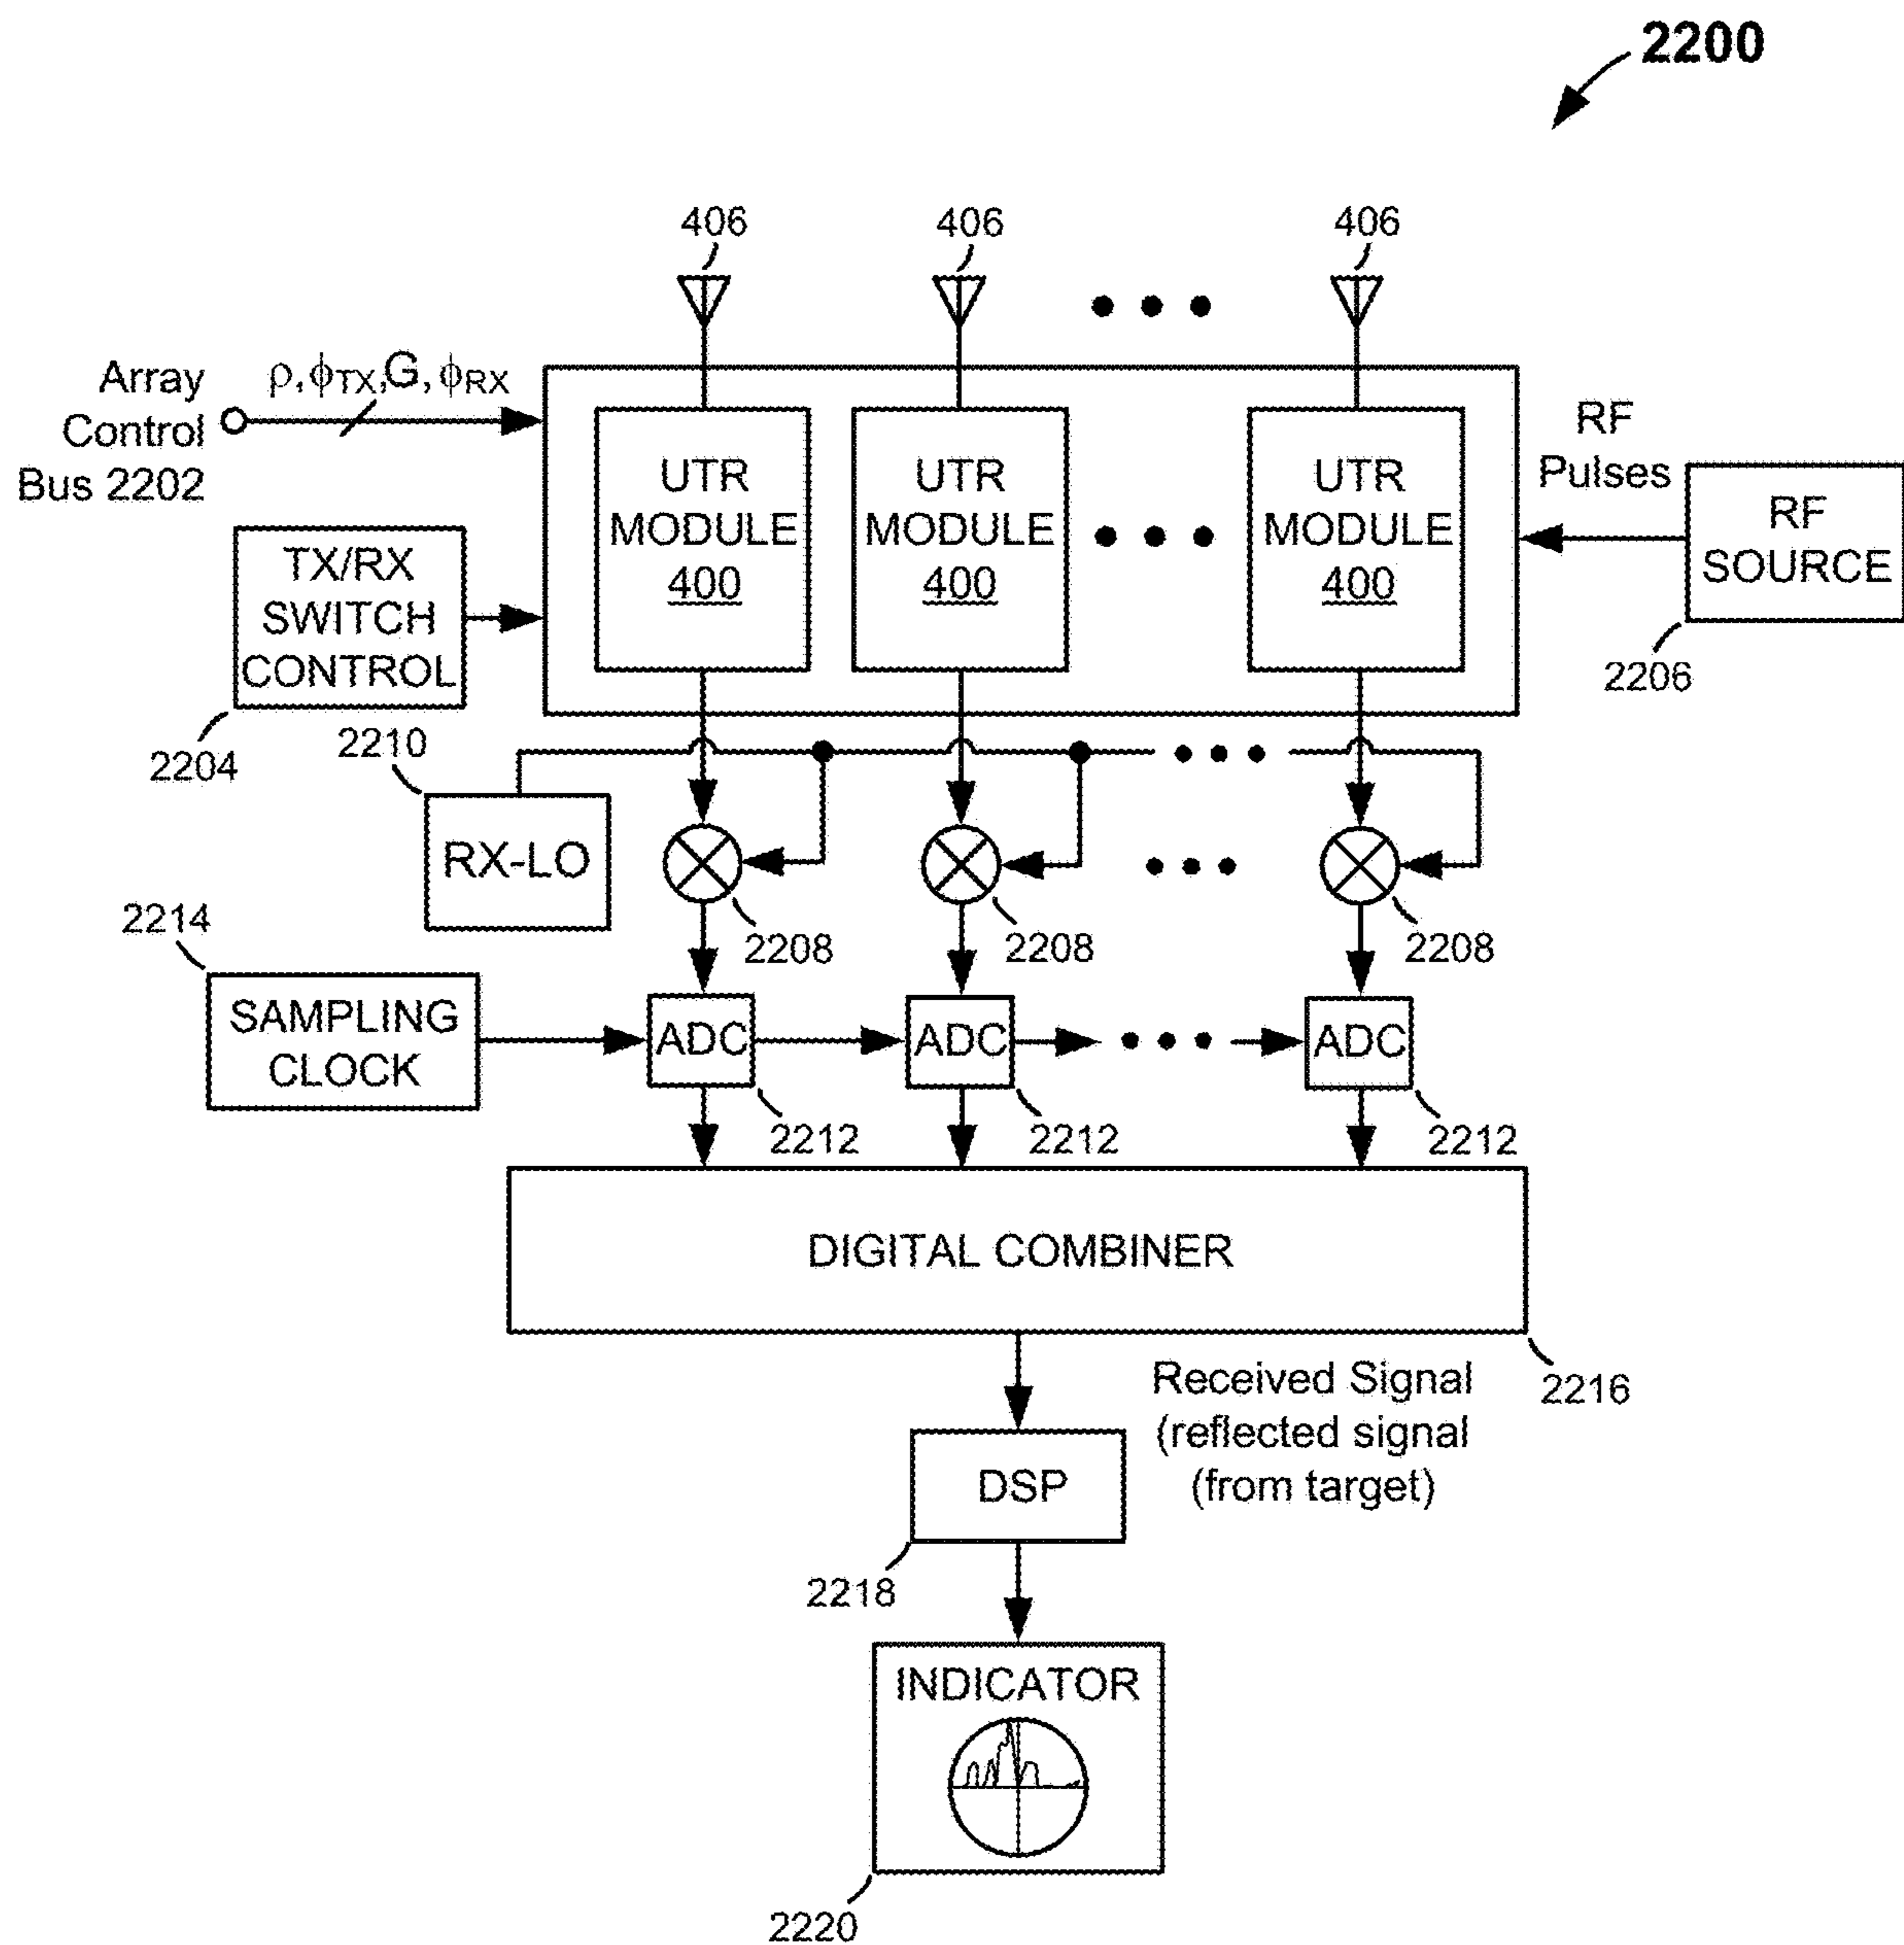 2200
406
406
406
Array
Control
Bus 2202
ρ,ϕTX,G,ϕRX
UTR
MODULE
400
UTR
MODULE
400
UTR
MODULE
400
RF
Pulses
RF
SOURCE
2206
TX/RX
SWITCH
CONTROL
2204
2210
RX-LO
2208
2208
2208
2214
SAMPLING
CLOCK
ADC
ADC
ADC
2212
2212
2212
DIGITAL COMBINER
2216
Received Signal
(reflected signal
(from target)
DSP
2218
INDICATOR
2220